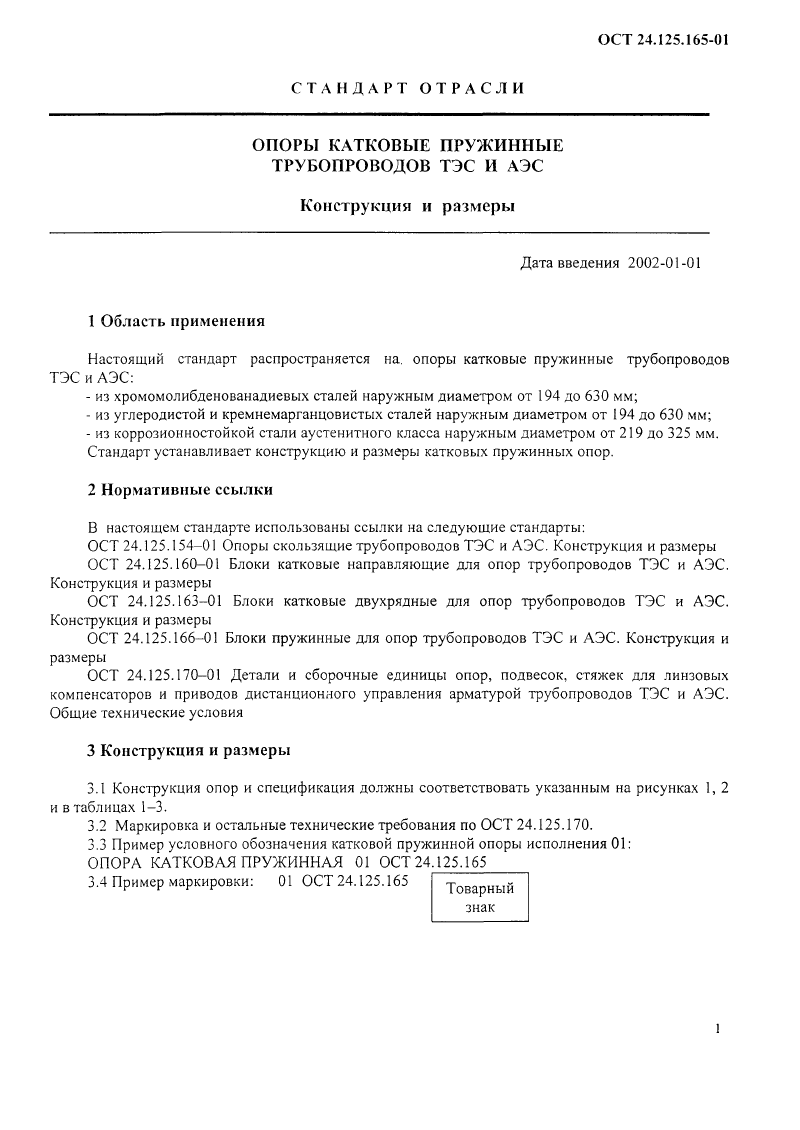 ОСТ 24.125.165-01
СТАНДАРТ ОТРАСЛИ
ОПОРЫ КАТКОВЫЕ ПРУЖИННЫЕ
ТРУБОПРОВОДОВ ТЭС И АЭС
Конструкция и размеры
Дата введения 2002-01-01
1 Область применения
Настоящий стандарт распространяется на. опоры катковые пружинные трубопроводов
ТЭС и АЭС:
- из хромомолибденованадиевых сталей наружным диаметром от 194 до 630 мм;
- из углеродистой и кремнемарганцовистых сталей наружным диаметром от 194 до 630 мм;
- из коррозионностойкой стали аустенитного класса наружным диаметром от 219 до 325 мм.
Стандарт устанавливает конструкцию и размеры катковых пружинных опор.
2 Нормативные ссылки
В настоящем стандарте использованы ссылки на следующие стандарты:
ОСТ 24.125.154–01 Опоры скользящие трубопроводов ТЭС и АЭС. Конструкция и размеры
ОСТ 24.125.160–01 Блоки катковые направляющие для опор трубопроводов ТЭС и АЭС.
Конструкция и размеры
ОСТ 24.125.163–01 Блоки катковые двухрядные для опор трубопроводов ТЭС и АЭС.
Конструкция и размеры
ОСТ 24.125.166–01 Блоки пружинные для опор трубопроводов ТЭС и АЭС. Конструкция и
размеры
ОСТ 24.125.170–01 Детали и сборочные единицы опор, подвесок, стяжек для линзовых
компенсаторов и приводов дистанционного управления арматурой трубопроводов ТЭС и АЭС.
Общие технические условия
3 Конструкция и размеры
3.1 Конструкция опор и спецификация должны соответствовать указанным на рисунках 1, 2
и в таблицах 1–3.
3.2 Маркировка и остальные технические требования по ОСТ 24.125.170.
3.3 Пример условного обозначения катковой пружинной опоры исполнения 01:
ОПОРА КАТКОВАЯ ПРУЖИННАЯ 01 ОСТ 24.125.165
3.4 Пример маркировки: 01 ОСТ 24.125.165
Товарный
знак
1